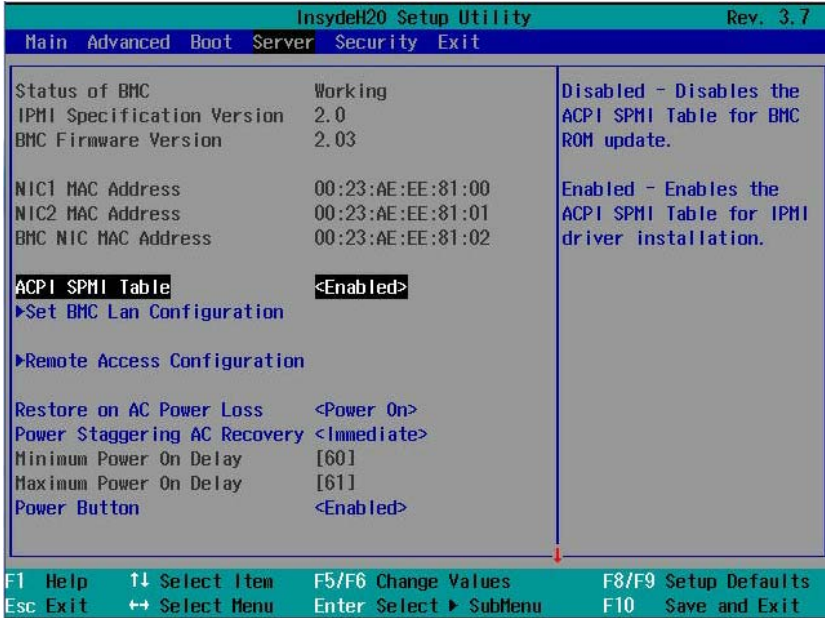 InsydeH20 Setup Utility Rev. 3.7
Main Advanced Boot Server Security Exit
Status of BMC Working
IPMI Specification Version 2.0
BMC Firmware Version 2.03
NIC1 MAC Address 00:23:AE:EE:81:00
NIC2 MAC Address 00:23:AE:EE:81:01
BMC NIC MAC Address 00:23:AE:EE:81:02
ACPI SPMI Table <Enabled>
▶Set BMC Lan Configuration
▶Remote Access Configuration
Restore on AC Power Loss <Power On>
Power Staggering AC Recovery <Immediate>
Minimum Power On Delay [60]
Maximum Power On Delay [61]
Power Button <Enabled>
Disabled - Disables the
ACPI SPMI Table for BMC
ROM update.
Enabled - Enables the
ACPI SPMI Table for IPMI
driver installation.
F1 Help ↑↓ Select Item F5/F6 Change Values F8/F9 Setup Defaults
Esc Exit ↔ Select Menu Enter Select ▶ SubMenu F10 Save and Exit